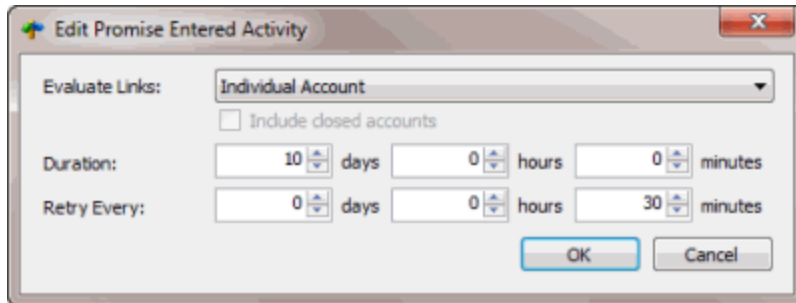 Edit Promise Entered Activity
Evaluate Links: Individual Account
Include closed accounts
Duration: 10 days 0 hours 0 minutes
Retry Every: 0 days 0 hours 30 minutes
OK Cancel